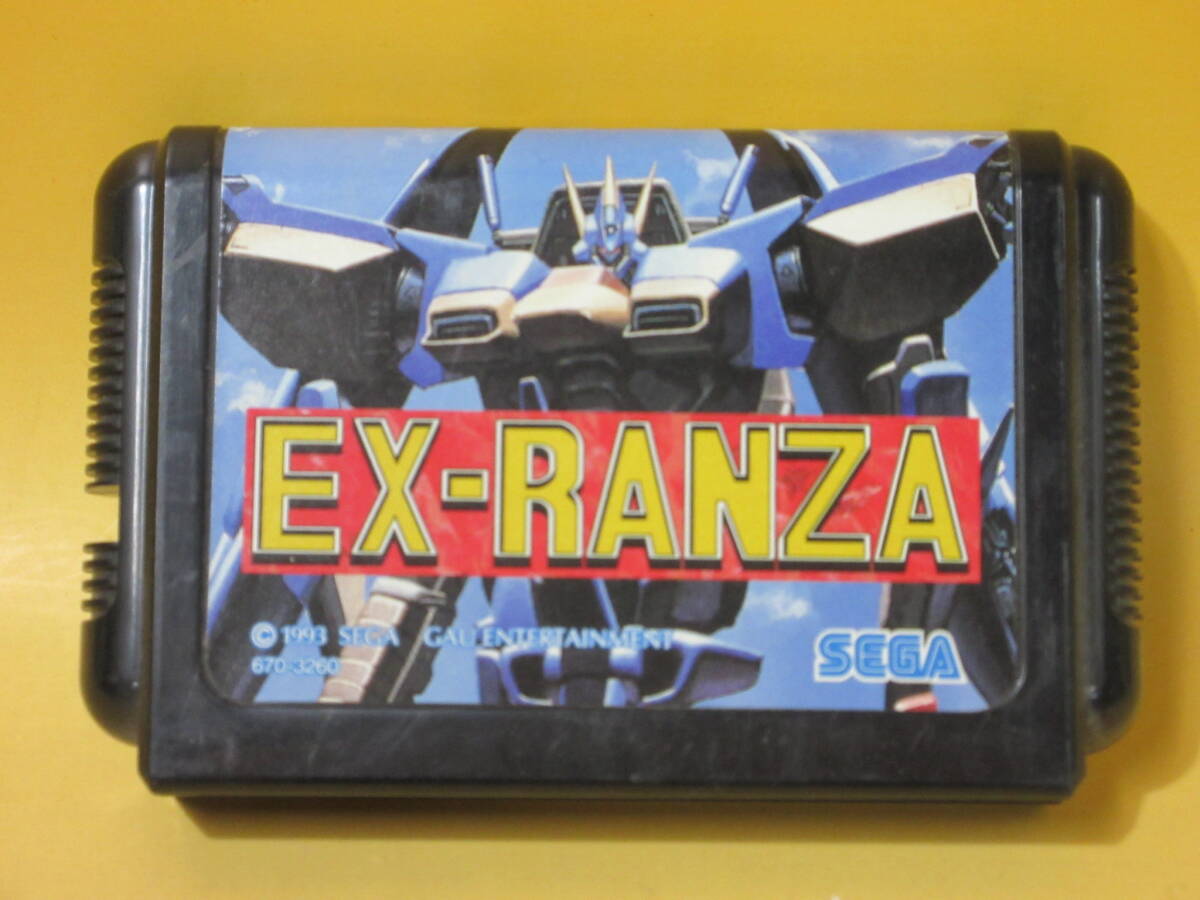 EX-RANZA
© 1993 SEGA GAU ENTERTAINMENT
670-3260
SEGA